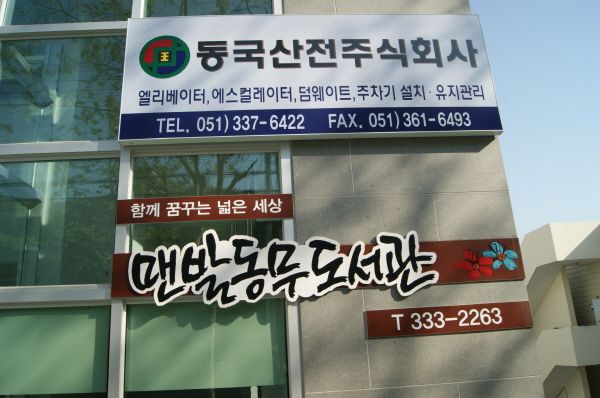 동국산전주식회사
엘리베이터, 에스컬레이터, 덤웨이트, 주차기 설치·유지관리
TEL. 051) 337-6422 FAX. 051) 361-6493
함께 꿈꾸는 넓은 세상
맨발동무도서관
T 333-2263